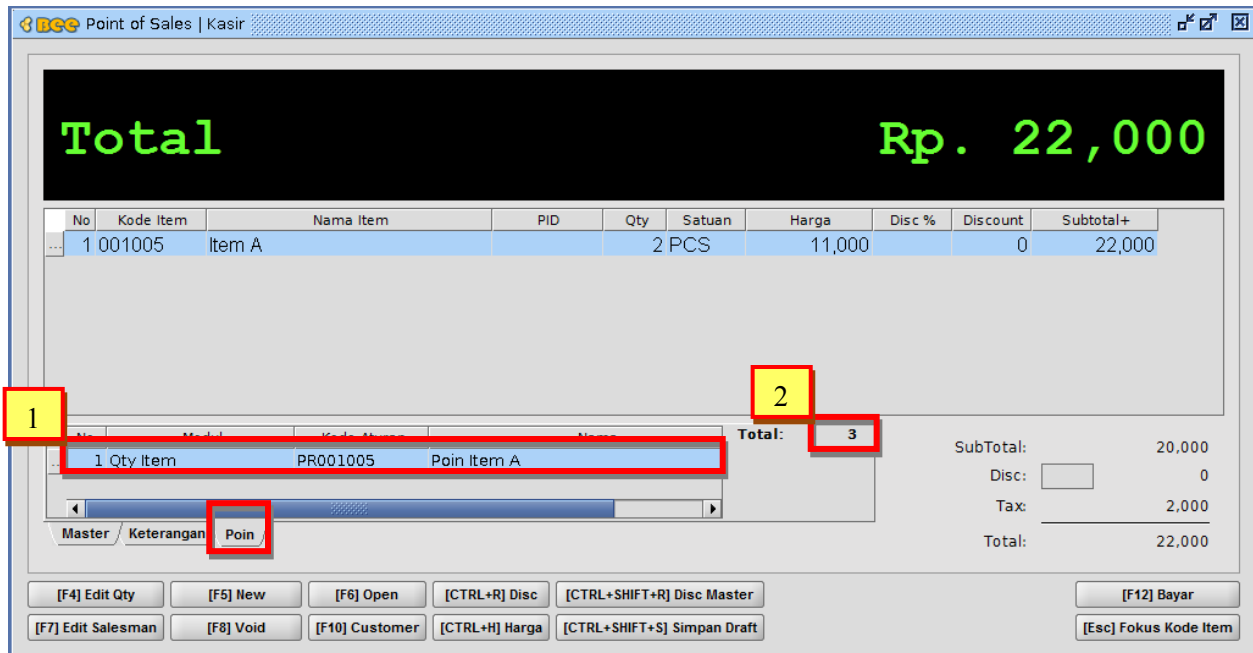 Bee Point of Sales | Kasir
Total Rp. 22,000
No Kode Item Nama Item PID Qty Satuan Harga Disc % Discount Subtotal+
... 1 001005 Item A 2 PCS 11,000 0 22,000
1
2
No Modul Kode Aturan Nama
... 1 Qty Item PR001005 Poin Item A
Total: 3
SubTotal: 20,000
Disc: 0
Tax: 2,000
Total: 22,000
Master Keterangan Poin
[F4] Edit Qty [F5] New [F6] Open [CTRL+R] Disc [CTRL+SHIFT+R] Disc Master [F12] Bayar
[F7] Edit Salesman [F8] Void [F10] Customer [CTRL+H] Harga [CTRL+SHIFT+S] Simpan Draft [Esc] Fokus Kode Item